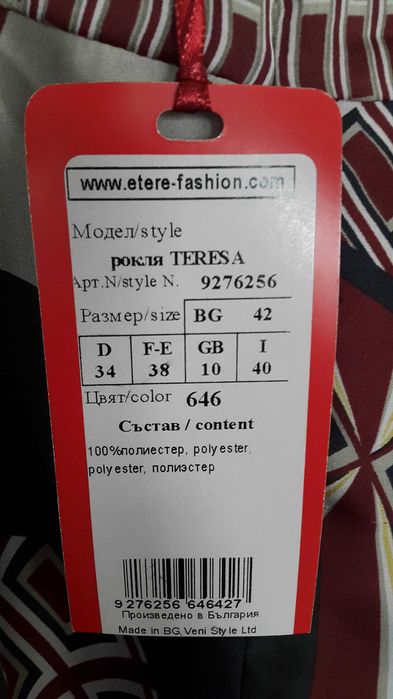 www.etere-fashion.com
Модел/style
рокля TERESA
Арт.N/style N. 9276256
Размер/size BG 42
D F-E GB I
34 38 10 40
Цвят/color 646
Състав / content
100%полиестер, polyester,
polyester, полиэстер
9 276256 646427
Произведено в България
Made in BG,Veni Style Ltd